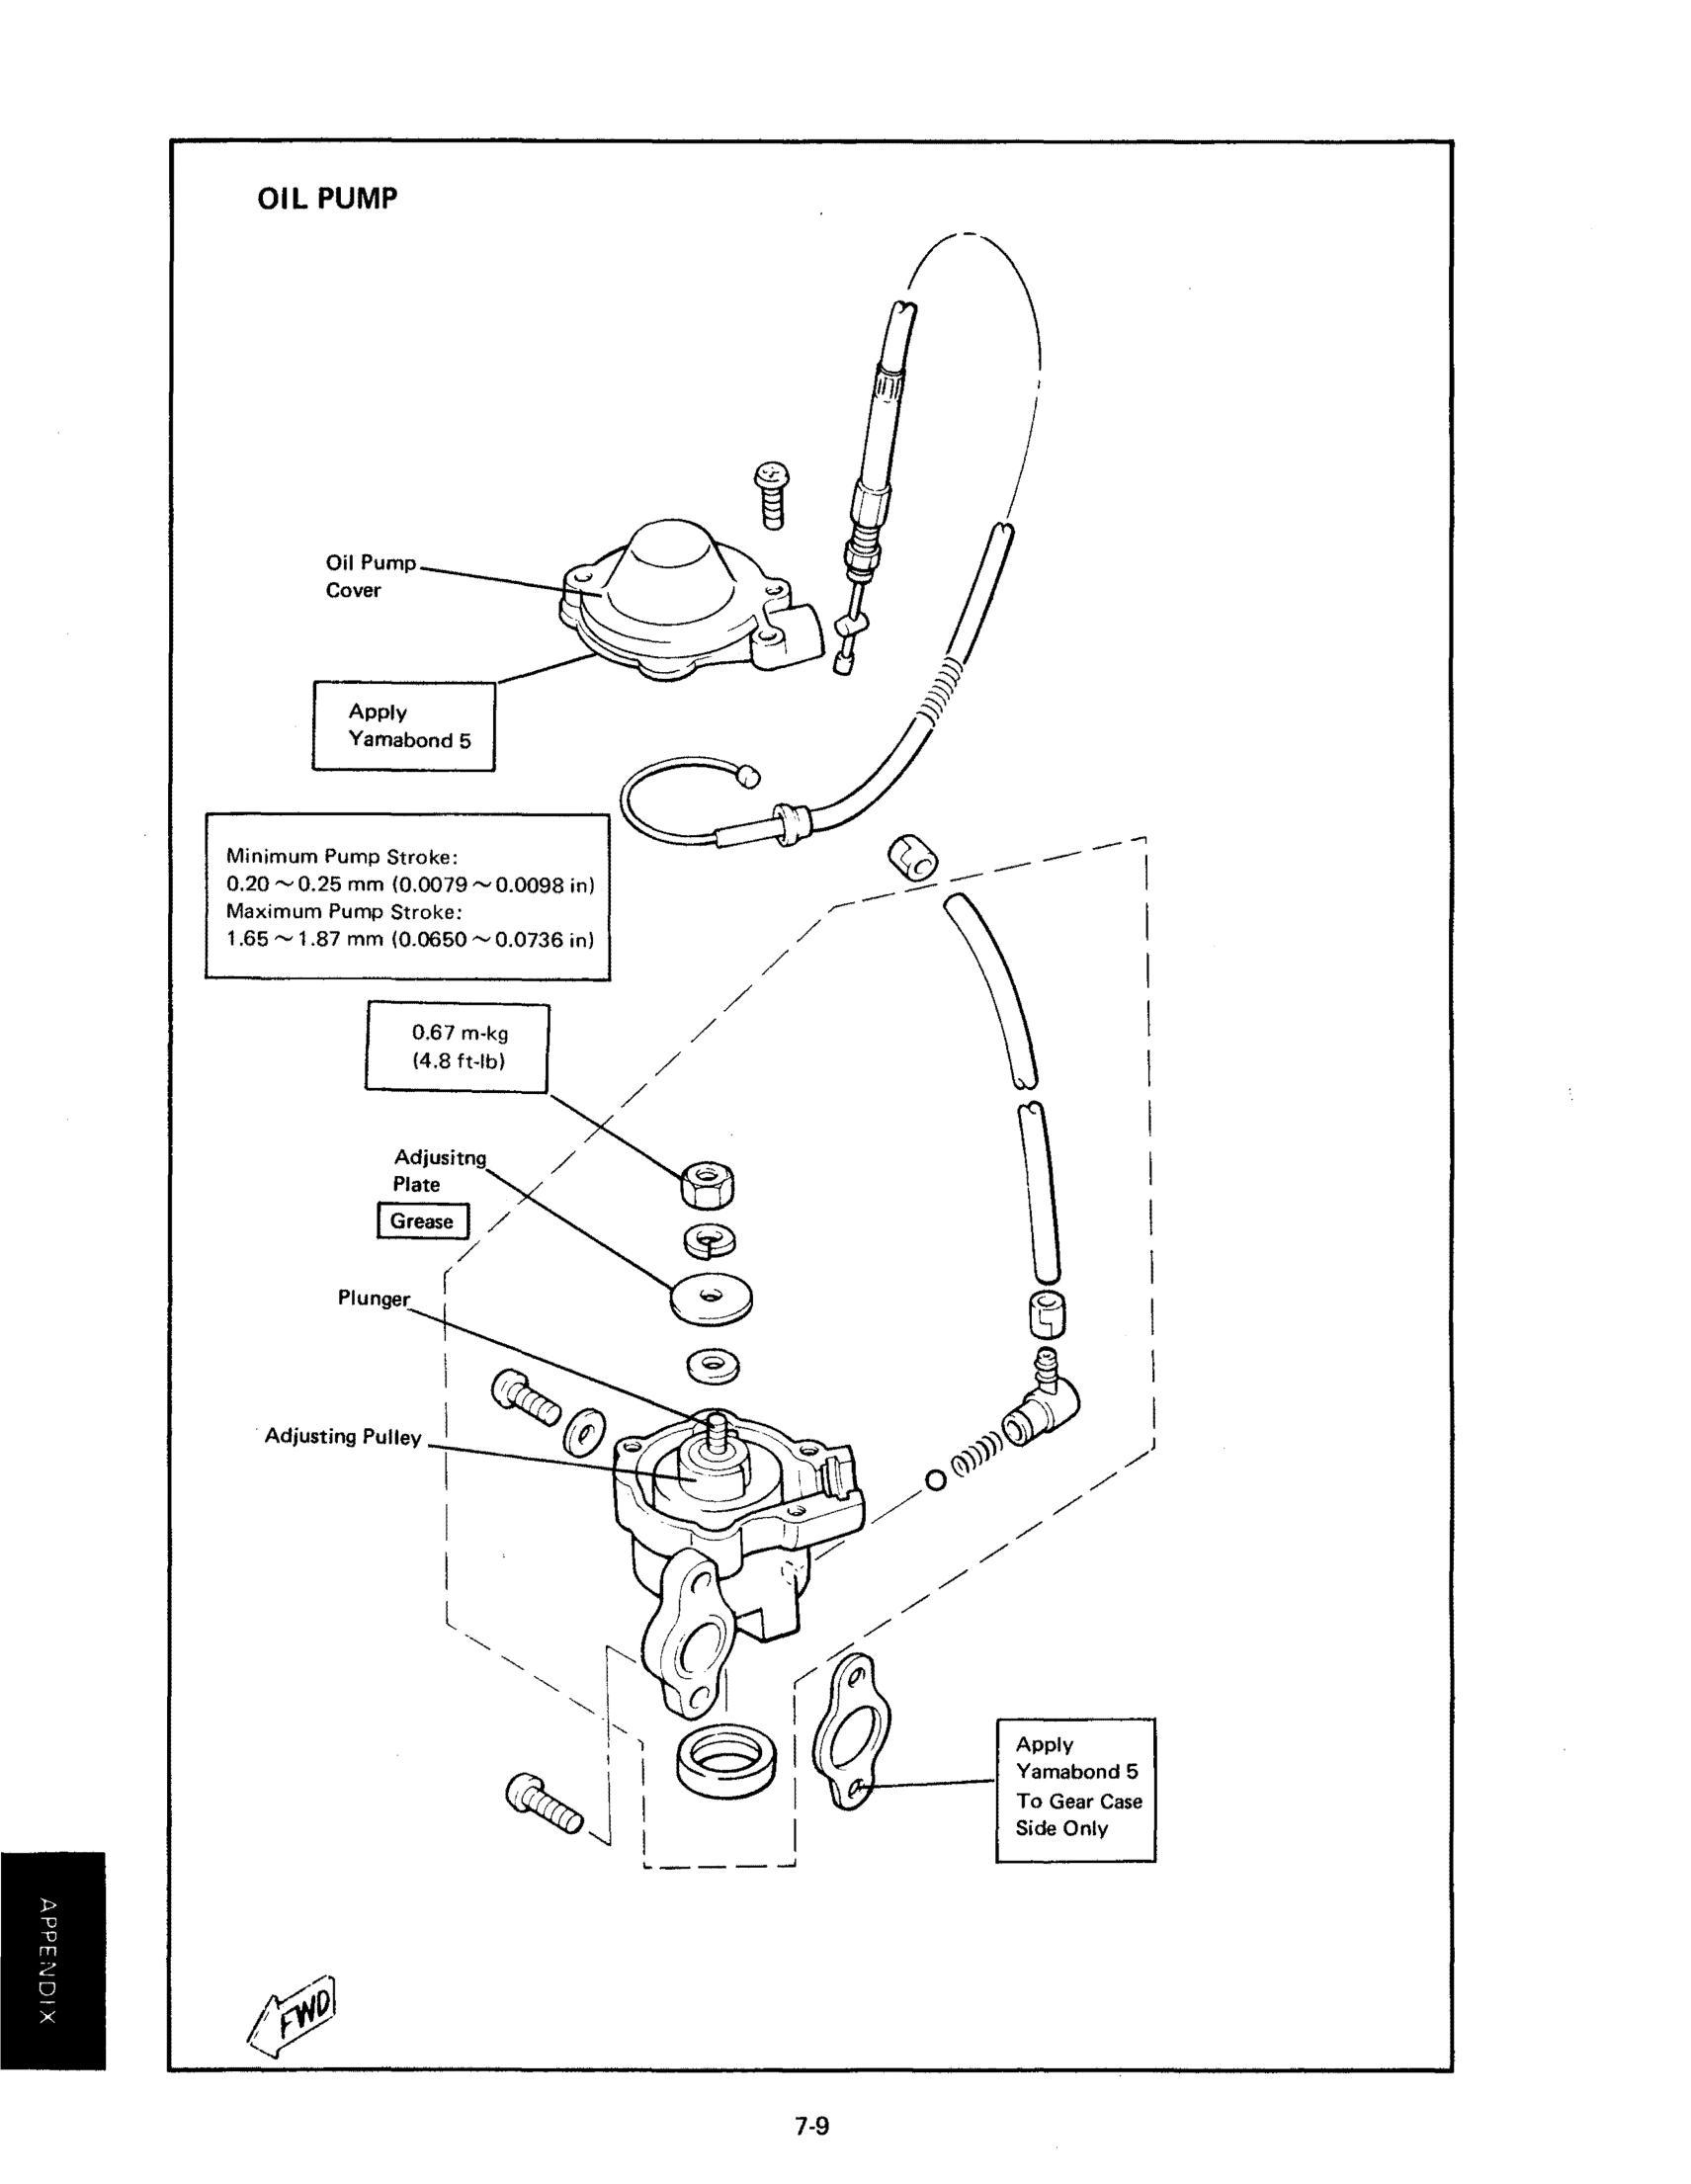 OIL PUMP
Oil Pump
Cover
Apply
Yamabond 5
Minimum Pump Stroke:
0.20 ~ 0.25 mm (0.0079 ~ 0.0098 in)
Maximum Pump Stroke:
1.65 ~ 1.87 mm (0.0650 ~ 0.0736 in)
0.67 m-kg
(4.8 ft-lb)
Adjusitng
Plate
Grease
Plunger
Adjusting Pulley
Apply
Yamabond 5
To Gear Case
Side Only
APPENDIX
FWD
7-9